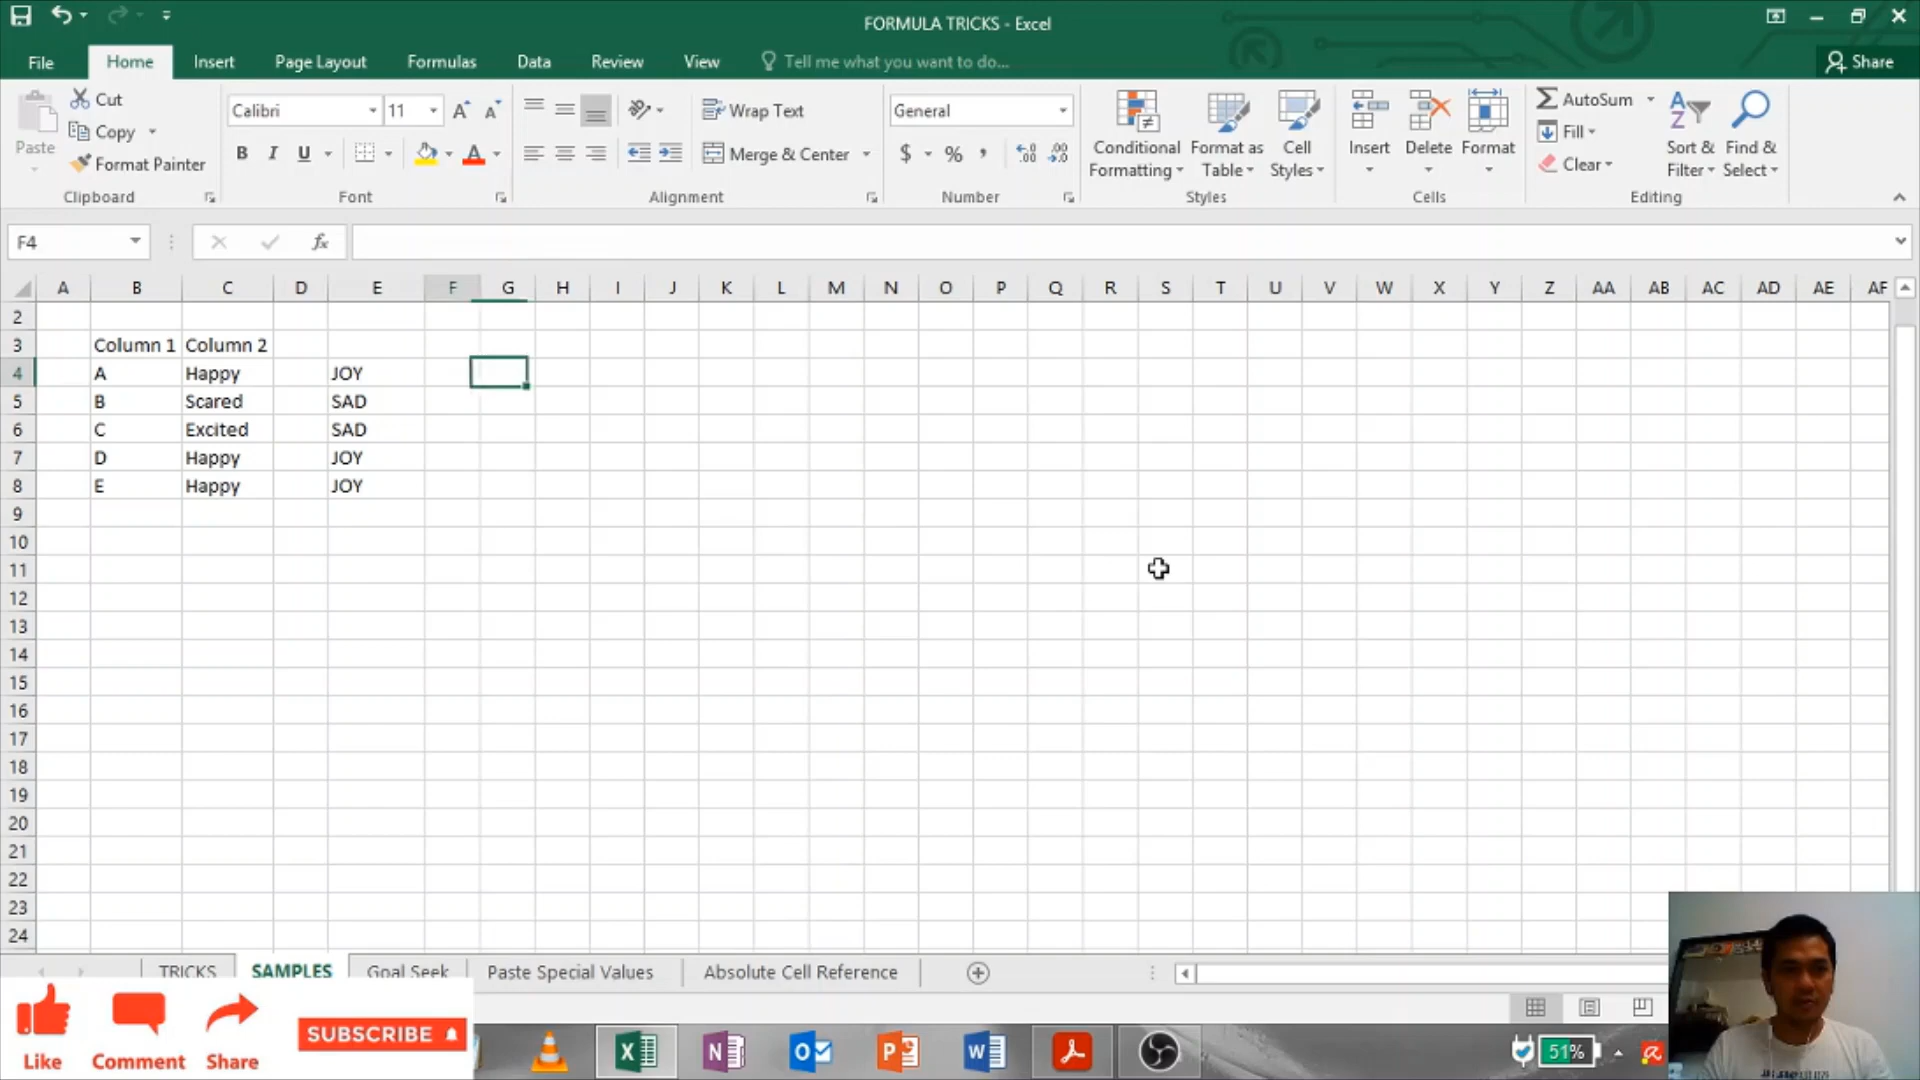 FORMULA TRICKS - Excel
File Home Insert Page Layout Formulas Data Review View Tell me what you want to do... Share
Cut
Copy
Format Painter
Paste
Clipboard
Calibri 11
B I U
Font
Wrap Text
Merge & Center
Alignment
General
$ % ,
Number
Conditional Formatting
Format as Table
Cell Styles
Styles
Insert Delete Format
Cells
AutoSum
Fill
Clear
Sort & Filter
Find & Select
Editing
F4 fx
A B C D E F G H I J K L M N O P Q R S T U V W X Y Z AA AB AC AD AE AF
2
3 Column 1 Column 2
4 A Happy JOY
5 B Scared SAD
6 C Excited SAD
7 D Happy JOY
8 E Happy JOY
9
10
11
12
13
14
15
16
17
18
19
20
21
22
23
24
TRICKS SAMPLES Goal Seek Paste Special Values Absolute Cell Reference
Like Comment Share SUBSCRIBE
51%